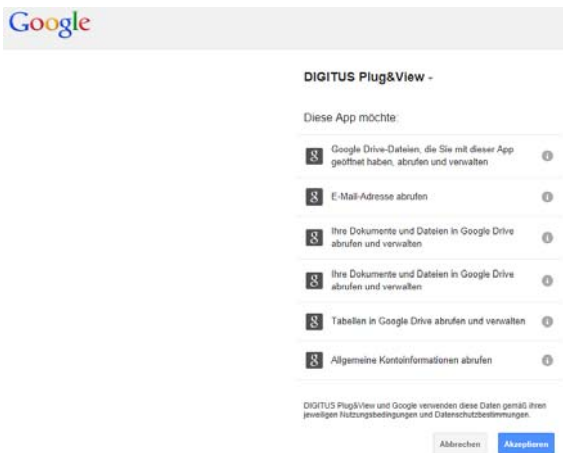 Google
DIGITUS Plug&View -
Diese App möchte:
Google Drive-Dateien, die Sie mit dieser App
geöffnet haben, abrufen und verwalten
E-Mail-Adresse abrufen
Ihre Dokumente und Dateien in Google Drive
abrufen und verwalten
Ihre Dokumente und Dateien in Google Drive
abrufen und verwalten
Tabellen in Google Drive abrufen und verwalten
Allgemeine Kontoinformationen abrufen
DIGITUS Plug&View und Google verwenden diese Daten gemäß ihren
jeweiligen Nutzungsbedingungen und Datenschutzbestimmungen.
Abbrechen Akzeptieren